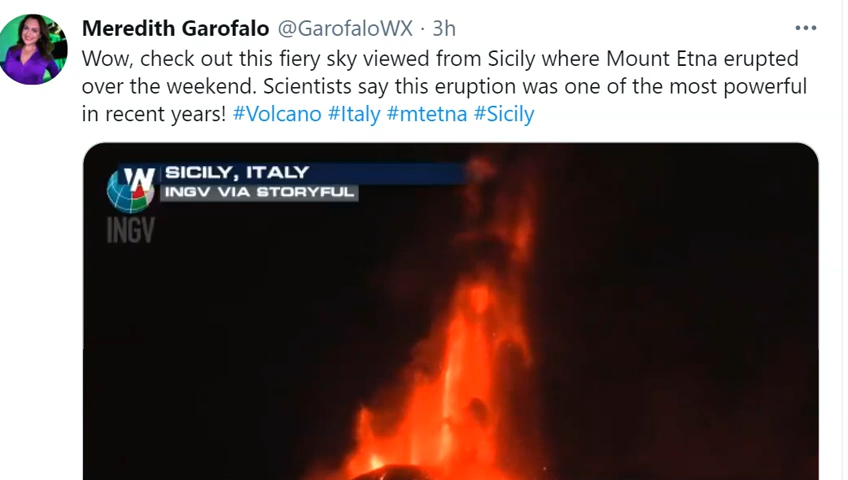 Meredith Garofalo @GarofaloWX · 3h
Wow, check out this fiery sky viewed from Sicily where Mount Etna erupted
over the weekend. Scientists say this eruption was one of the most powerful
in recent years! #Volcano #Italy #mtetna #Sicily
W SICILY, ITALY
INGV VIA STORYFUL
INGV